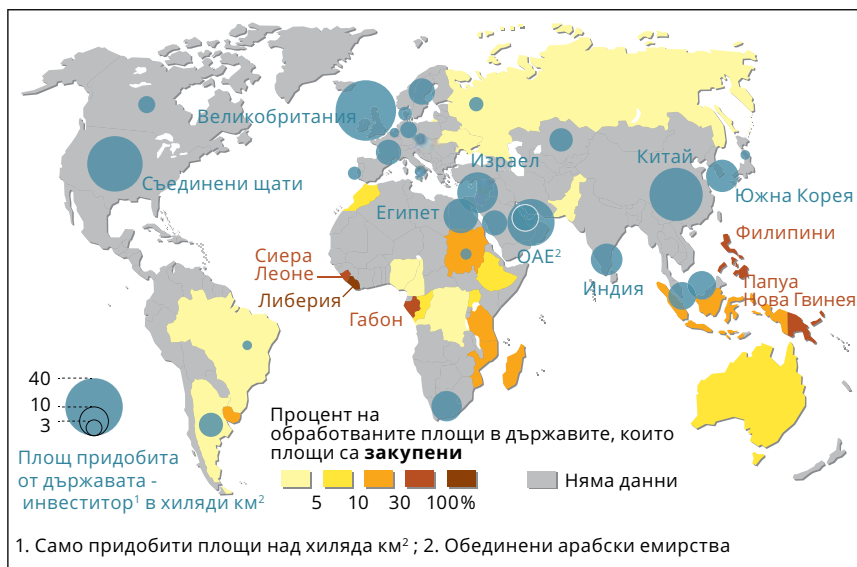 Великобритания
Съединени щати
Израел
Китай
Египет
Южна Корея
ОАЕ²
Филипини
Сиера
Леоне
Либерия
Габон
Индия
Папуа
Нова Гвинея
40
10
3
Площ придобита
от държавата -
инвеститор¹ в хиляди км²
Процент на
обработваните площи в държавите, които
площи са закупени
5 10 30 100%
Няма данни
1. Само придобити площи над хиляда км² ; 2. Обединени арабски емирства